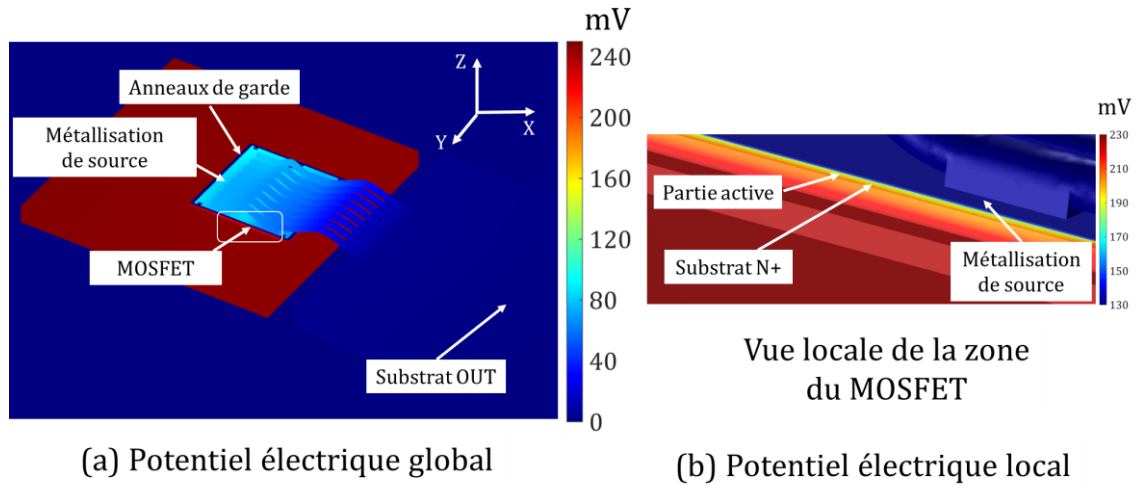 mV
240
200
160
120
80
40
0
Anneaux de garde
Métallisation
de source
MOSFET
Substrat OUT
Z
X
Y
(a) Potentiel électrique global
mV
230
210
190
170
150
130
Partie active
Substrat N+
Métallisation
de source
Vue locale de la zone
du MOSFET
(b) Potentiel électrique local